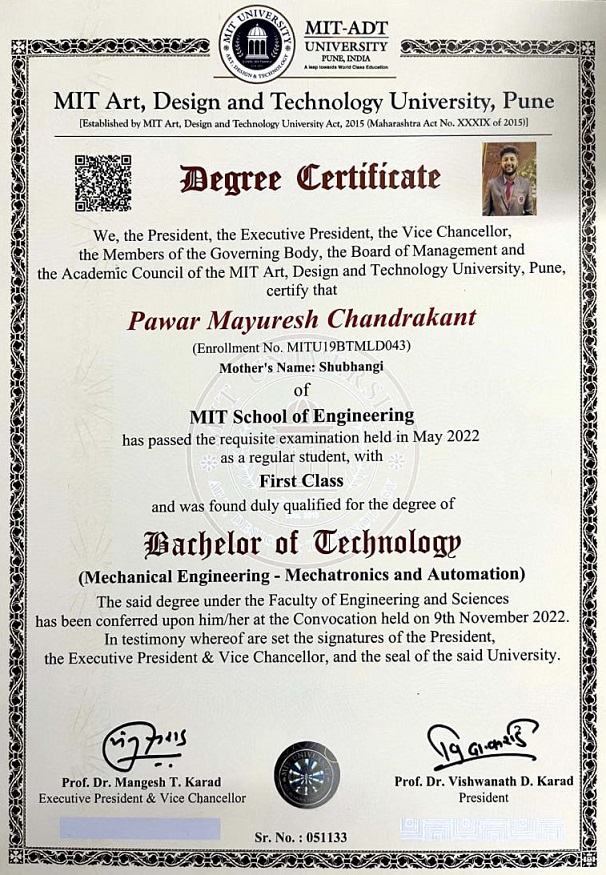 MIT UNIVERSITY
ART, DESIGN & TECHNOLOGY
MIT-ADT
UNIVERSITY
PUNE, INDIA
A leap towards World Class Education
MIT Art, Design and Technology University, Pune
[Established by MIT Art, Design and Technology University Act, 2015 (Maharashtra Act No. XXXIX of 2015)]
Degree Certificate
We, the President, the Executive President, the Vice Chancellor,
the Members of the Governing Body, the Board of Management and
the Academic Council of the MIT Art, Design and Technology University, Pune,
certify that
Pawar Mayuresh Chandrakant
(Enrollment No. MITU19BTMLD043)
Mother's Name: Shubhangi
of
MIT School of Engineering
has passed the requisite examination held in May 2022
as a regular student, with
First Class
and was found duly qualified for the degree of
Bachelor of Technology
(Mechanical Engineering - Mechatronics and Automation)
The said degree under the Faculty of Engineering and Sciences
has been conferred upon him/her at the Convocation held on 9th November 2022.
In testimony whereof are set the signatures of the President,
the Executive President & Vice Chancellor, and the seal of the said University.
Prof. Dr. Mangesh T. Karad
Executive President & Vice Chancellor
Prof. Dr. Vishwanath D. Karad
President
Sr. No. : 051133